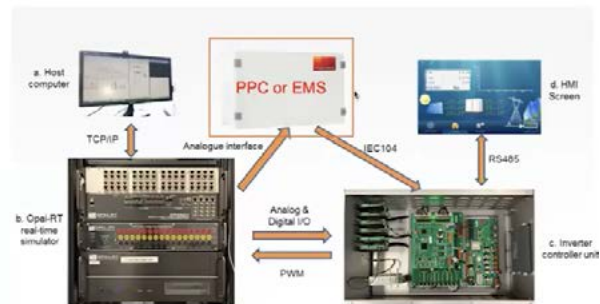 a. Host
computer
PPC or EMS
d. HMI
Screen
TCP/IP
Analogue interface
IEC104
RS485
b. Opal-RT
real-time
simulator
Analog &
Digital I/O
PWM
c. Inverter
controller unit